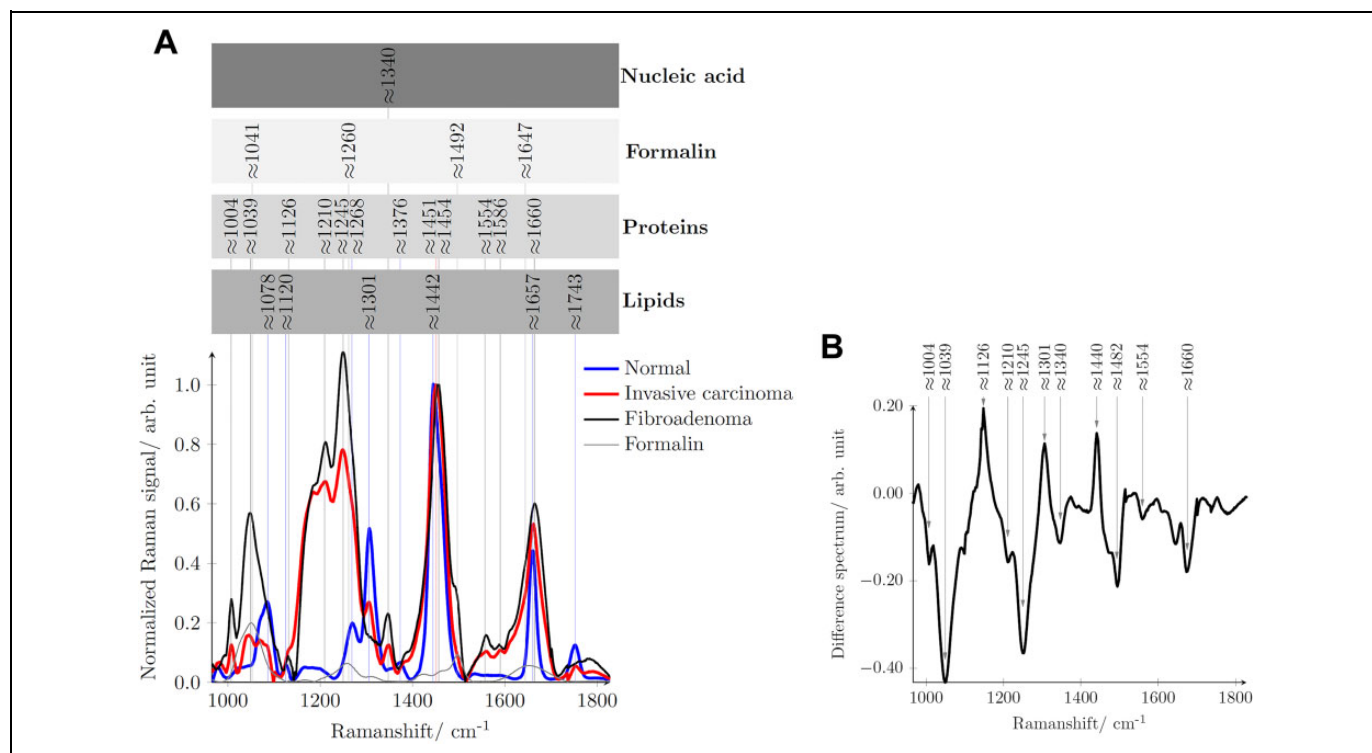 A
≈1340
Nucleic acid
≈1041 ≈1260 ≈1492 ≈1647
Formalin
≈1004 ≈1039 ≈1126 ≈1210 ≈1245 ≈1268 ≈1376 ≈1451 ≈1454 ≈1554 ≈1586 ≈1660
Proteins
≈1078 ≈1120 ≈1301 ≈1442 ≈1657 ≈1743
Lipids
Normalized Raman signal/ arb. unit
1.0
0.8
0.6
0.4
0.2
0.0
Normal
Invasive carcinoma
Fibroadenoma
Formalin
1000 1200 1400 1600 1800
Ramanshift/ cm⁻¹
B
≈1004 ≈1039 ≈1126 ≈1210 ≈1245 ≈1301 ≈1340 ≈1440 ≈1482 ≈1554 ≈1660
Difference spectrum/ arb. unit
0.20
0.00
−0.20
−0.40
1000 1200 1400 1600 1800
Ramanshift/ cm⁻¹